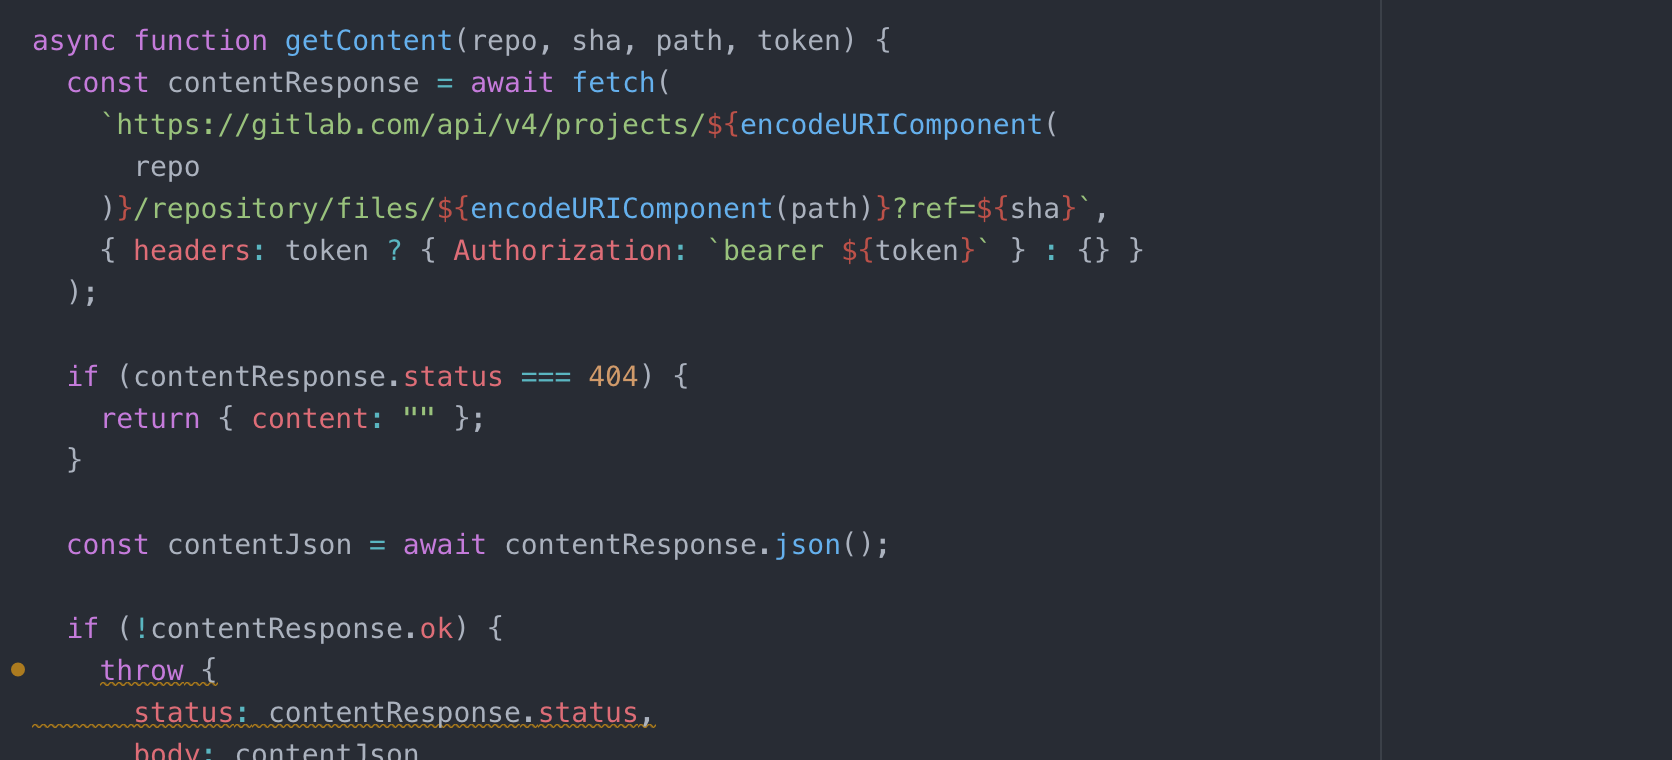 async function getContent(repo, sha, path, token) {
  const contentResponse = await fetch(
    `https://gitlab.com/api/v4/projects/${encodeURIComponent(
      repo
    )}/repository/files/${encodeURIComponent(path)}?ref=${sha}`,
    { headers: token ? { Authorization: `bearer ${token}` } : {} }
  );
  if (contentResponse.status === 404) {
    return { content: "" };
  }
  const contentJson = await contentResponse.json();
  if (!contentResponse.ok) {
    throw {
      status: contentResponse.status,
      body: contentJson